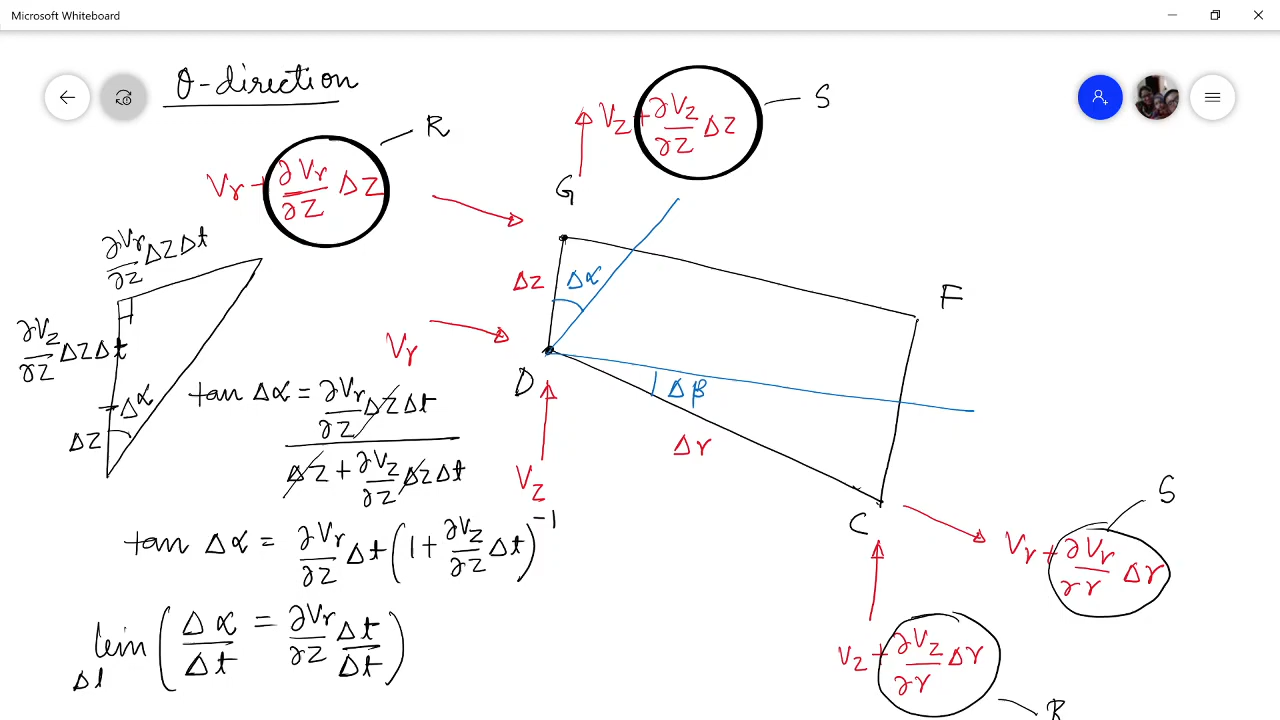 Microsoft Whiteboard
θ-direction
R
Vr + ∂Vr/∂z Δz
Vz + ∂Vz/∂z Δz
S
G
∂Vr/∂z ΔzΔt
∂Vz/∂z ΔzΔt
Δα
Δz
Δz
Δα
F
Vr
D
Δβ
Δr
Vz
tan Δα = ∂Vr/∂z ΔzΔt
Δz + ∂Vz/∂z ΔzΔt
tan Δα = ∂Vr/∂z Δt (1 + ∂Vz/∂z Δt)⁻¹
C
S
Vr + ∂Vr/∂r Δr
Vz + ∂Vz/∂r Δr
R
lim (Δα/Δt = ∂Vr/∂z Δt/Δt)
Δt